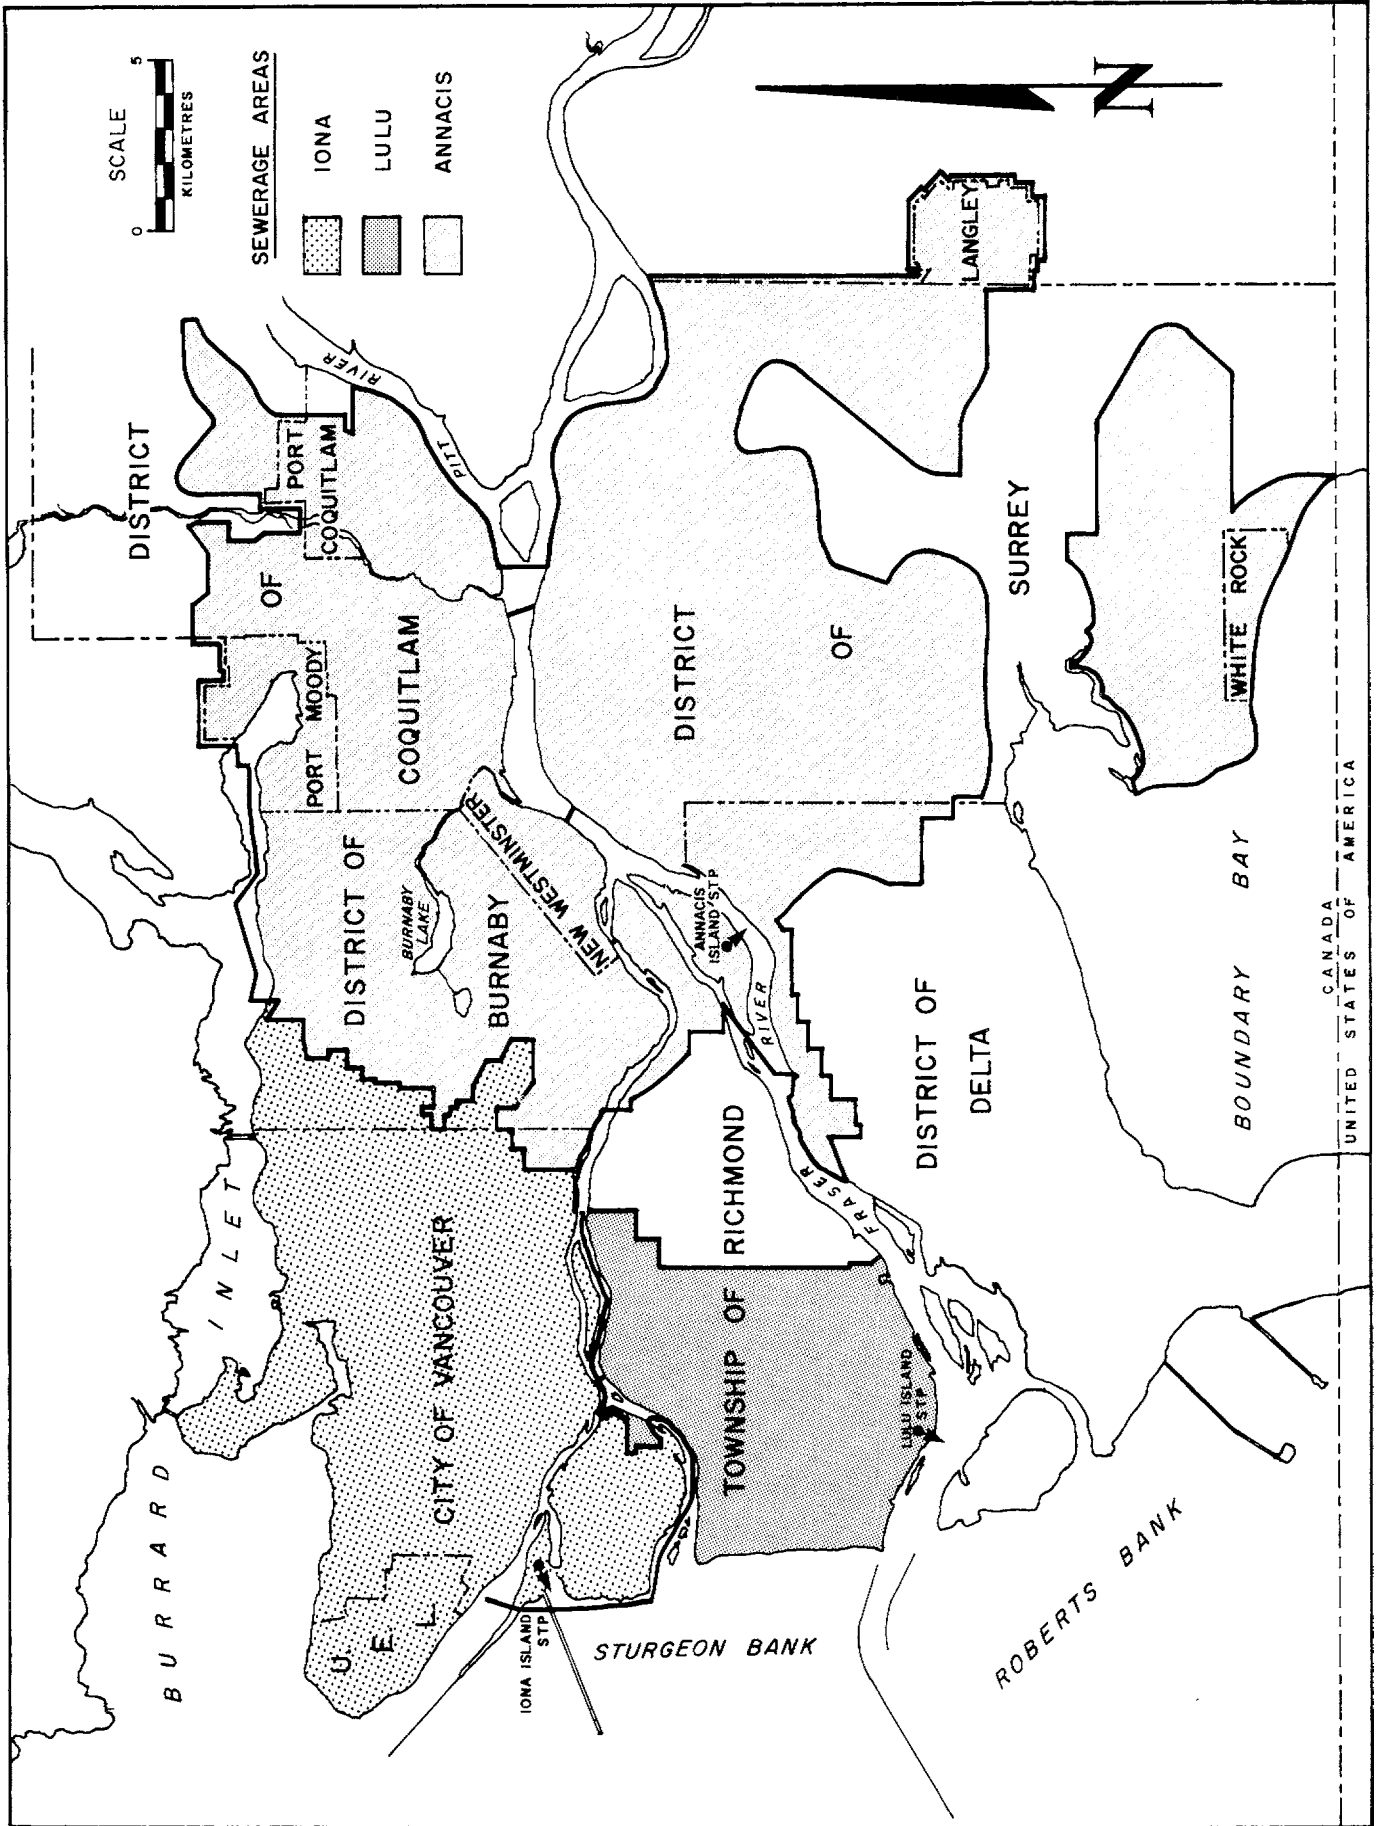 SCALE
0 5
KILOMETRES
SEWERAGE AREAS
IONA
LULU
ANNACIS
N
BURRARD
INLET
DISTRICT
OF
COQUITLAM
PORT
COQUITLAM
PITT
RIVER
PORT MOODY
DISTRICT OF
BURNABY
BURNABY
LAKE
NEW WESTMINSTER
CITY OF VANCOUVER
U E L
IONA ISLAND
STP
STURGEON BANK
TOWNSHIP OF RICHMOND
LULU ISLAND
STP
ANNACIS
ISLAND STP
FRASER
RIVER
DISTRICT
OF
SURREY
LANGLEY
WHITE ROCK
DISTRICT OF
DELTA
ROBERTS BANK
BOUNDARY BAY
CANADA
UNITED STATES OF AMERICA